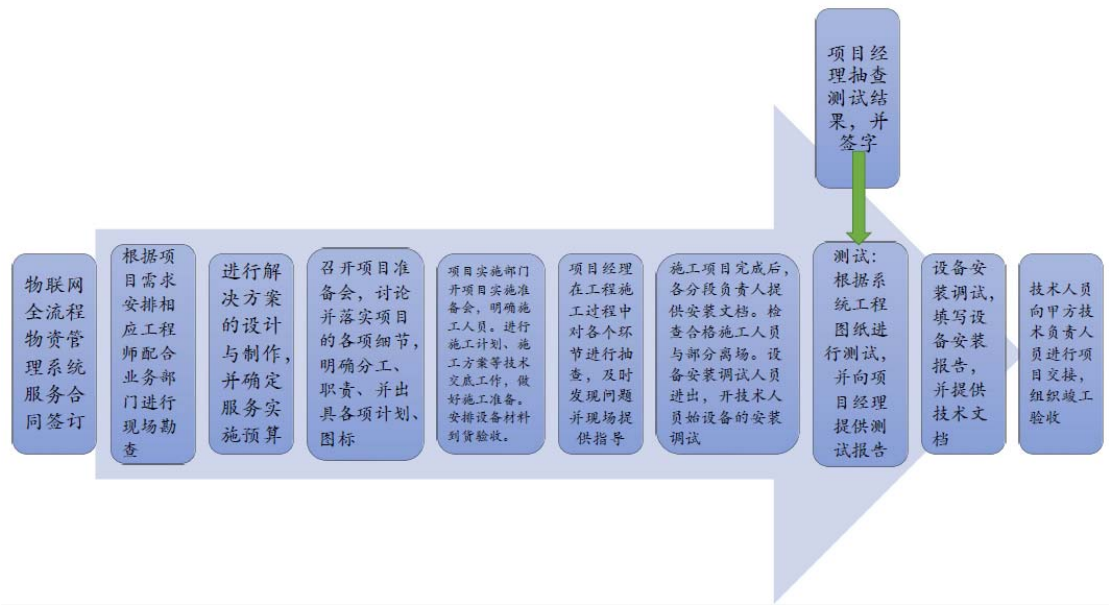 项目经
理抽查
测试结
果，并
签字
物联网
全流程
物资管
理系统
服务合
同签订
根据项
目需求
安排相
应工程
师配合
业务部
门进行
现场勘
查
进行解
决方案
的设计
与制作，
并确定
服务实
施预算
召开项目准
备会，讨论
并落实项目
的各项细节，
明确分工、
职责、并出
具各项计划、
图标
项目实施部门
开项目实施准
备会，明确施
工人员。进行
施工计划、施
工方案等技术
交底工作，做
好施工准备。
安排设备材料
到货验收。
项目经理
在工程施
工过程中
对各个环
节进行抽
查，及时
发现问题
并现场提
供指导
施工项目完成后，
各分段负责人提
供安装文档。检
查合格施工人员
与部分离场。设
备安装调试人员
进出，开技术人
员始设备的安装
调试
测试：
根据系
统工程
图纸进
行测试，
并向项
目经理
提供测
试报告
设备安
装调试，
填写设
备安装
报告，
并提供
技术文
档
技术人员
向甲方技
术负责人
员进行项
目交接，
组织竣工
验收